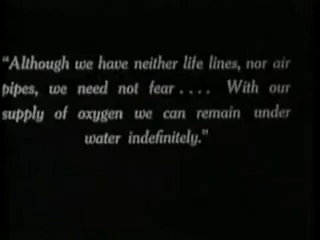 "Although we have neither life lines, nor air
pipes, we need not fear.... With our
supply of oxygen we can remain under
water indefinitely."